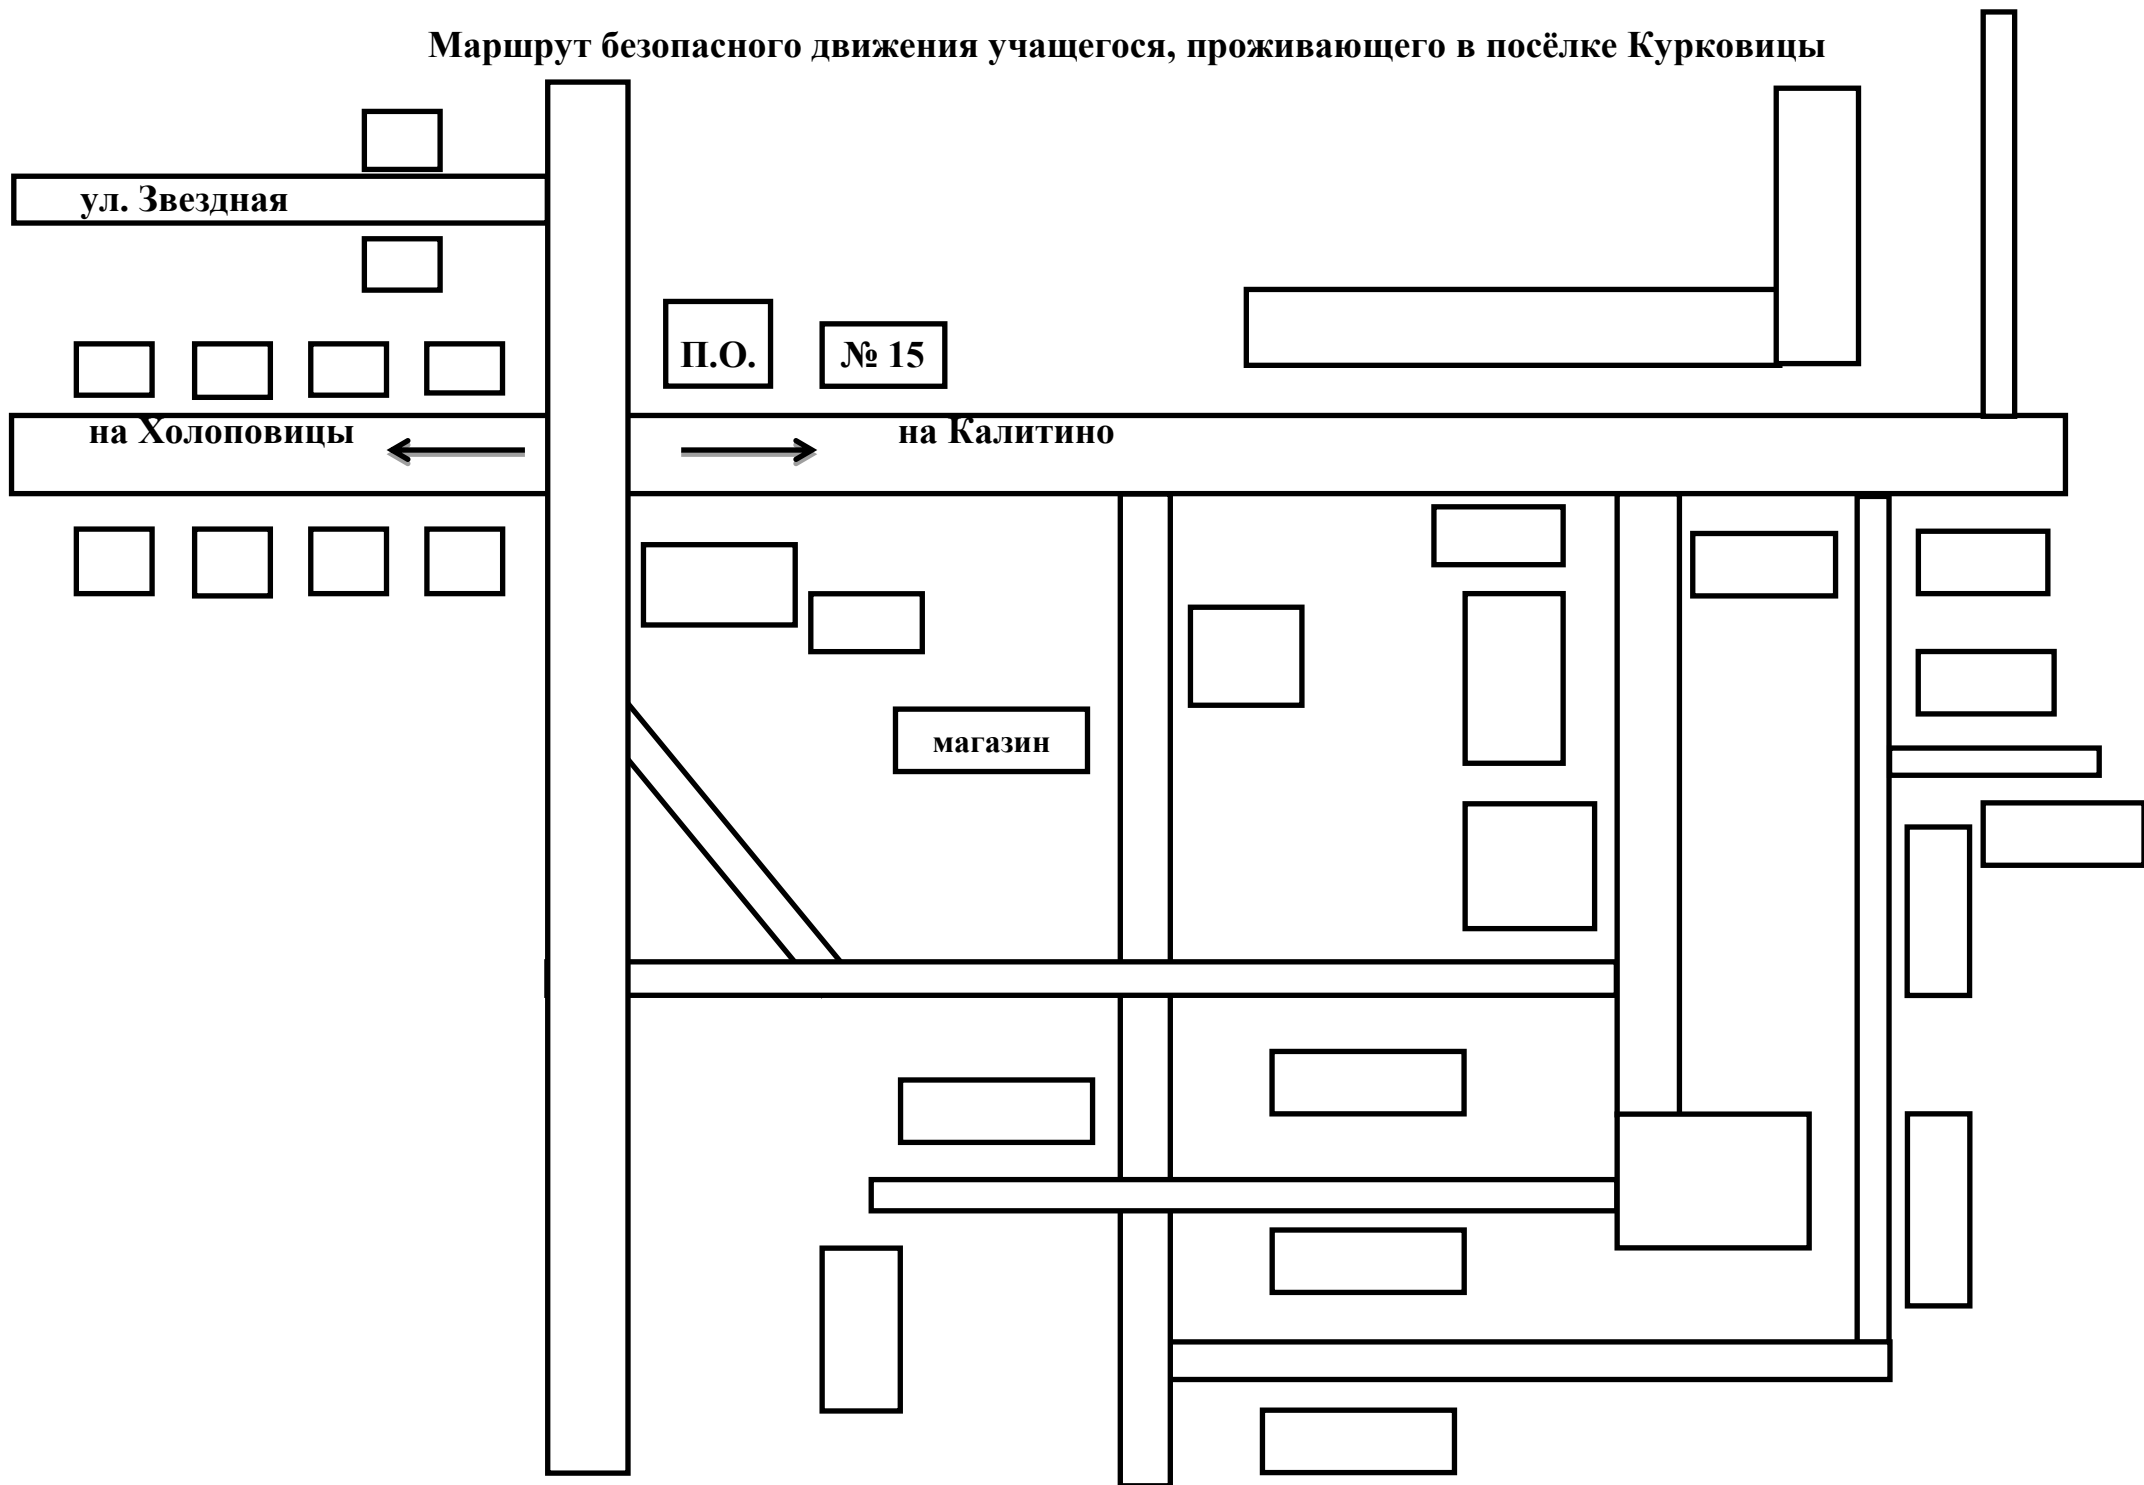 Маршрут безопасного движения учащегося, проживающего в посёлке Курковицы
ул. Звездная
П.О.
№ 15
на Холоповицы
на Калитино
магазин